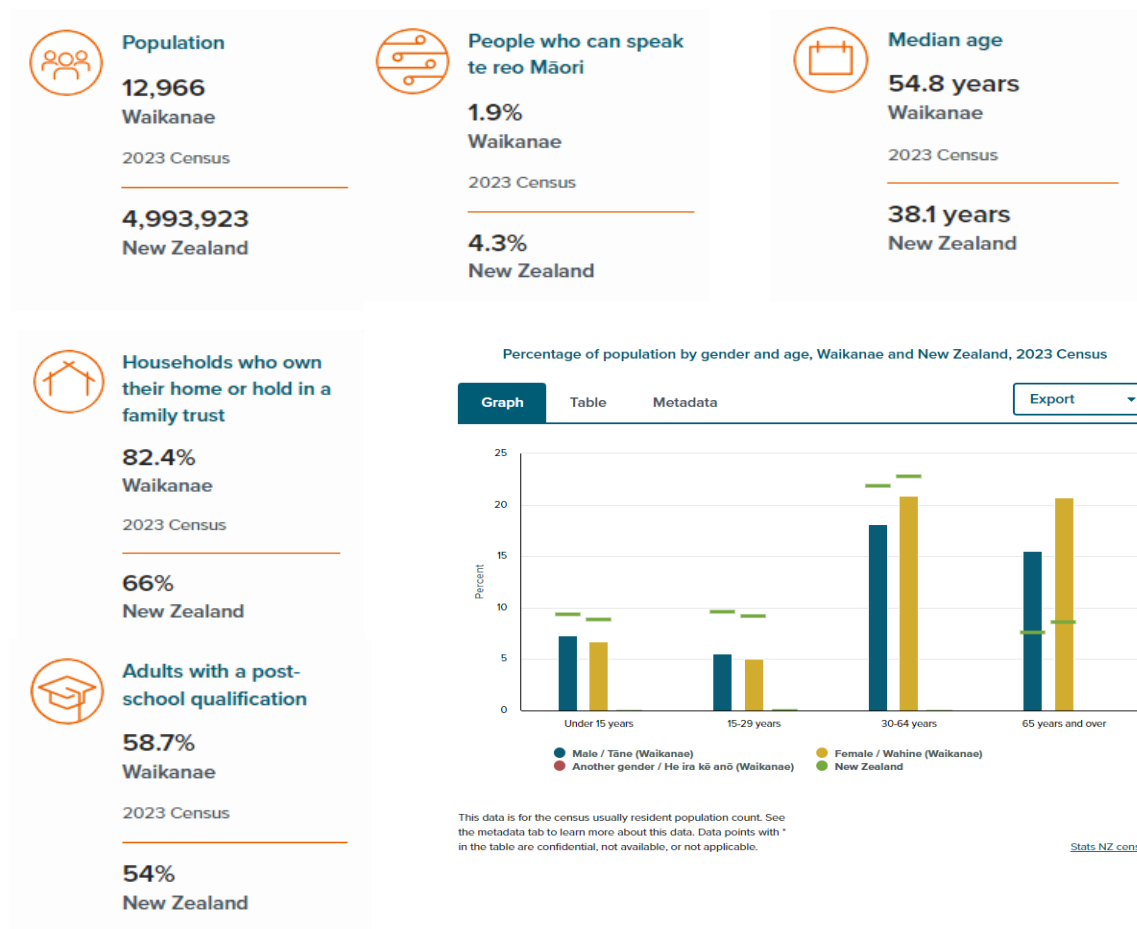 Population
12,966
Waikanae
2023 Census
4,993,923
New Zealand
People who can speak
te reo Māori
1.9%
Waikanae
2023 Census
4.3%
New Zealand
Median age
54.8 years
Waikanae
2023 Census
38.1 years
New Zealand
Households who own
their home or hold in a
family trust
82.4%
Waikanae
2023 Census
66%
New Zealand
Adults with a post-
school qualification
58.7%
Waikanae
2023 Census
54%
New Zealand
Percentage of population by gender and age, Waikanae and New Zealand, 2023 Census
Graph Table Metadata Export
25
20
15
10
5
0
Percent
Under 15 years 15-29 years 30-64 years 65 years and over
Male / Tāne (Waikanae) Female / Wahine (Waikanae)
Another gender / He ira kē anō (Waikanae) New Zealand
This data is for the census usually resident population count. See
the metadata tab to learn more about this data. Data points with *
in the table are confidential, not available, or not applicable.
Stats NZ cens